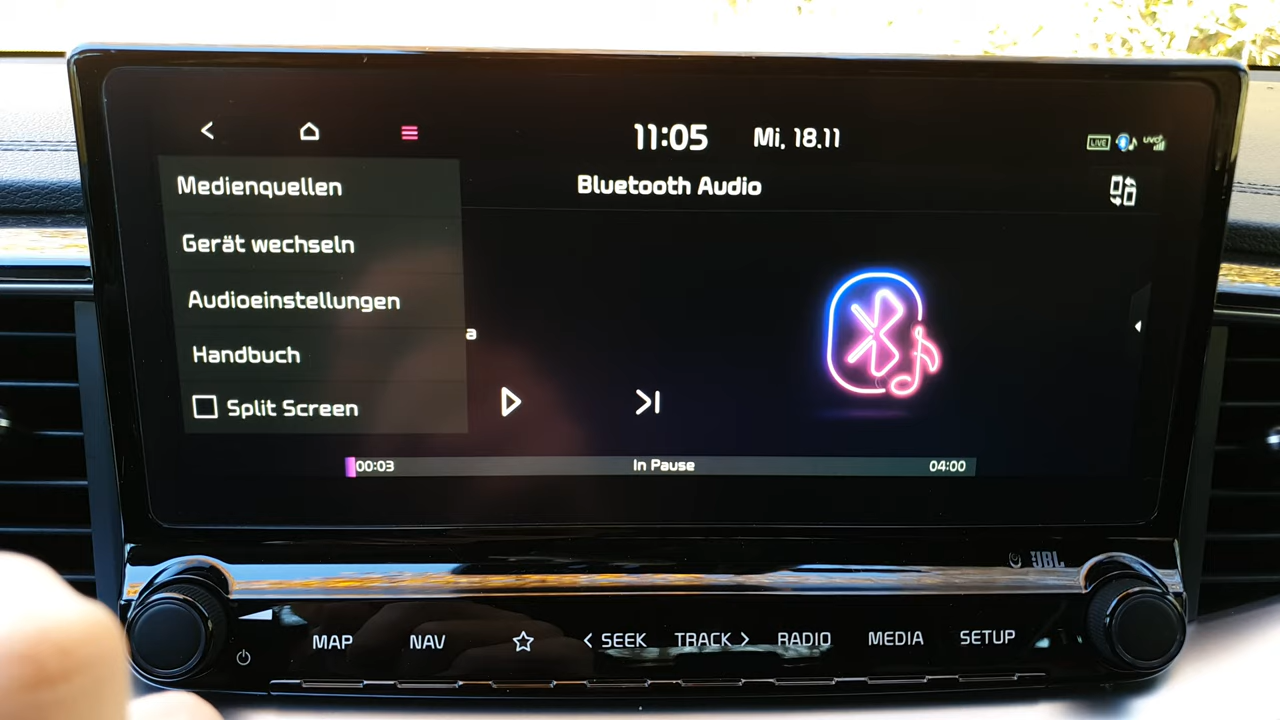 11:05 Mi, 18.11
LIVE
Medienquellen
Bluetooth Audio
Gerät wechseln
Audioeinstellungen
a
Handbuch
Split Screen
00:03 In Pause 04:00
JBL
MAP NAV SEEK TRACK RADIO MEDIA SETUP